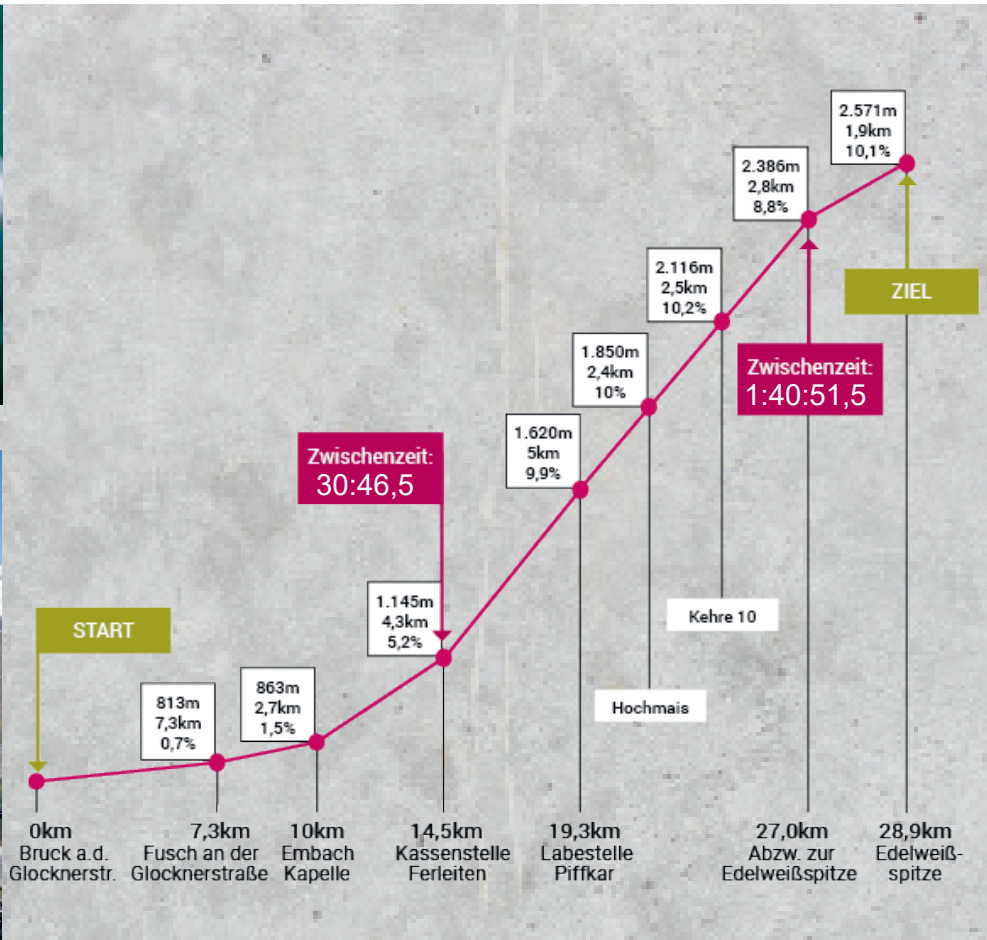 2.571m
1,9km
10,1%
2.386m
2,8km
8,8%
ZIEL
2.116m
2,5km
10,2%
1.850m
2,4km
10%
Zwischenzeit:
1:40:51,5
1.620m
5km
9,9%
Zwischenzeit:
30:46,5
1.145m
4,3km
5,2%
START
Kehre 10
863m
2,7km
1,5%
813m
7,3km
0,7%
Hochmais
0km
Bruck a.d.
Glocknerstr.
7,3km
Fusch an der
Glocknerstraße
10km
Embach
Kapelle
14,5km
Kassenstelle
Ferleiten
19,3km
Labestelle
Piffkar
27,0km
Abzw. zur
Edelweißspitze
28,9km
Edelweiß-
spitze